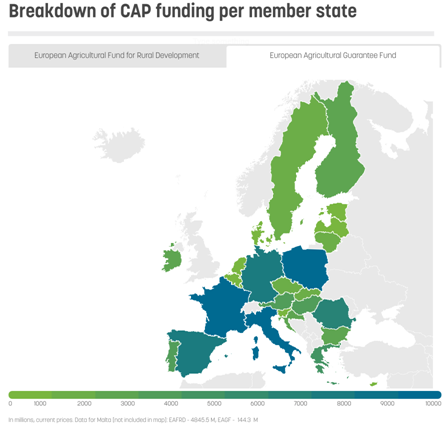 Breakdown of CAP funding per member state
European Agricultural Fund for Rural Development
European Agricultural Guarantee Fund
0 1000 2000 3000 4000 5000 6000 7000 8000 9000 10000
In millions, current prices. Data for Malta (not included in map): EAFRD - 4845.5 M, EAGF - 144.3 M